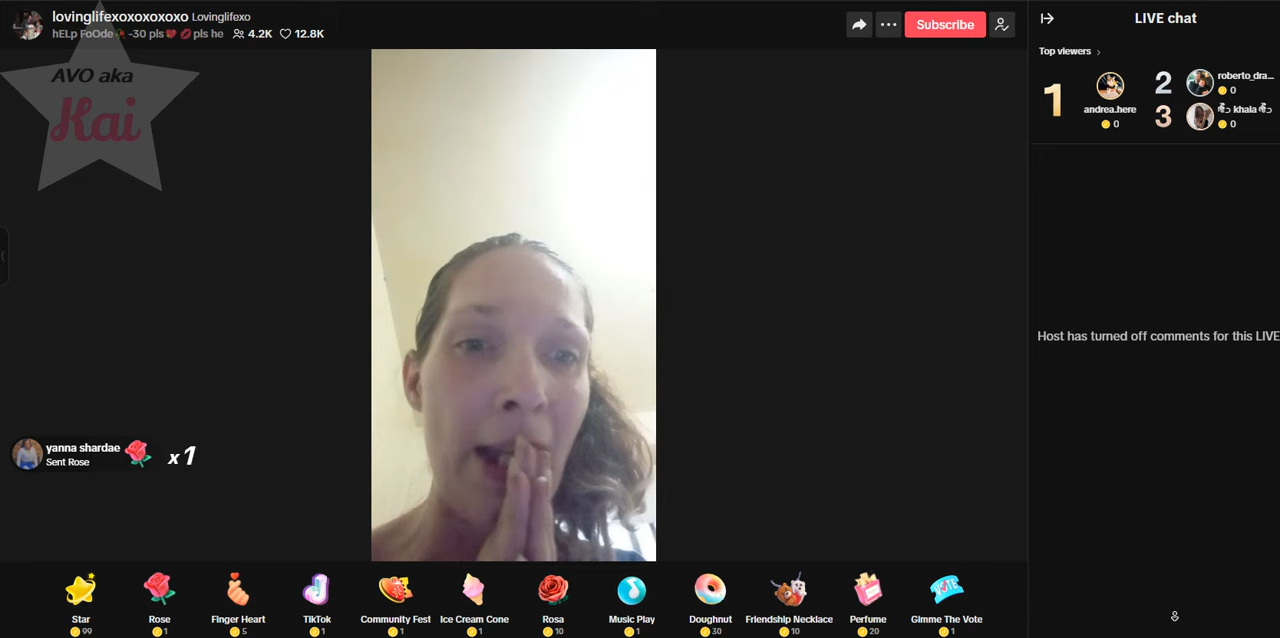 lovinglifexoxoxoxoxo Lovinglifexo
hELp FoOde -30 pls pls he 4.2K 12.8K
Subscribe
LIVE chat
AVO aka
Kai
Top viewers
1
andrea.here
0
2
roberto_dra...
0
3
khala
0
Host has turned off comments for this LIVE
yanna shardae
Sent Rose
x1
Star
99
Rose
1
Finger Heart
5
TikTok
1
Community Fest
1
Ice Cream Cone
1
Rosa
10
Music Play
1
Doughnut
30
Friendship Necklace
10
Perfume
20
VOTE
Gimme The Vote
1